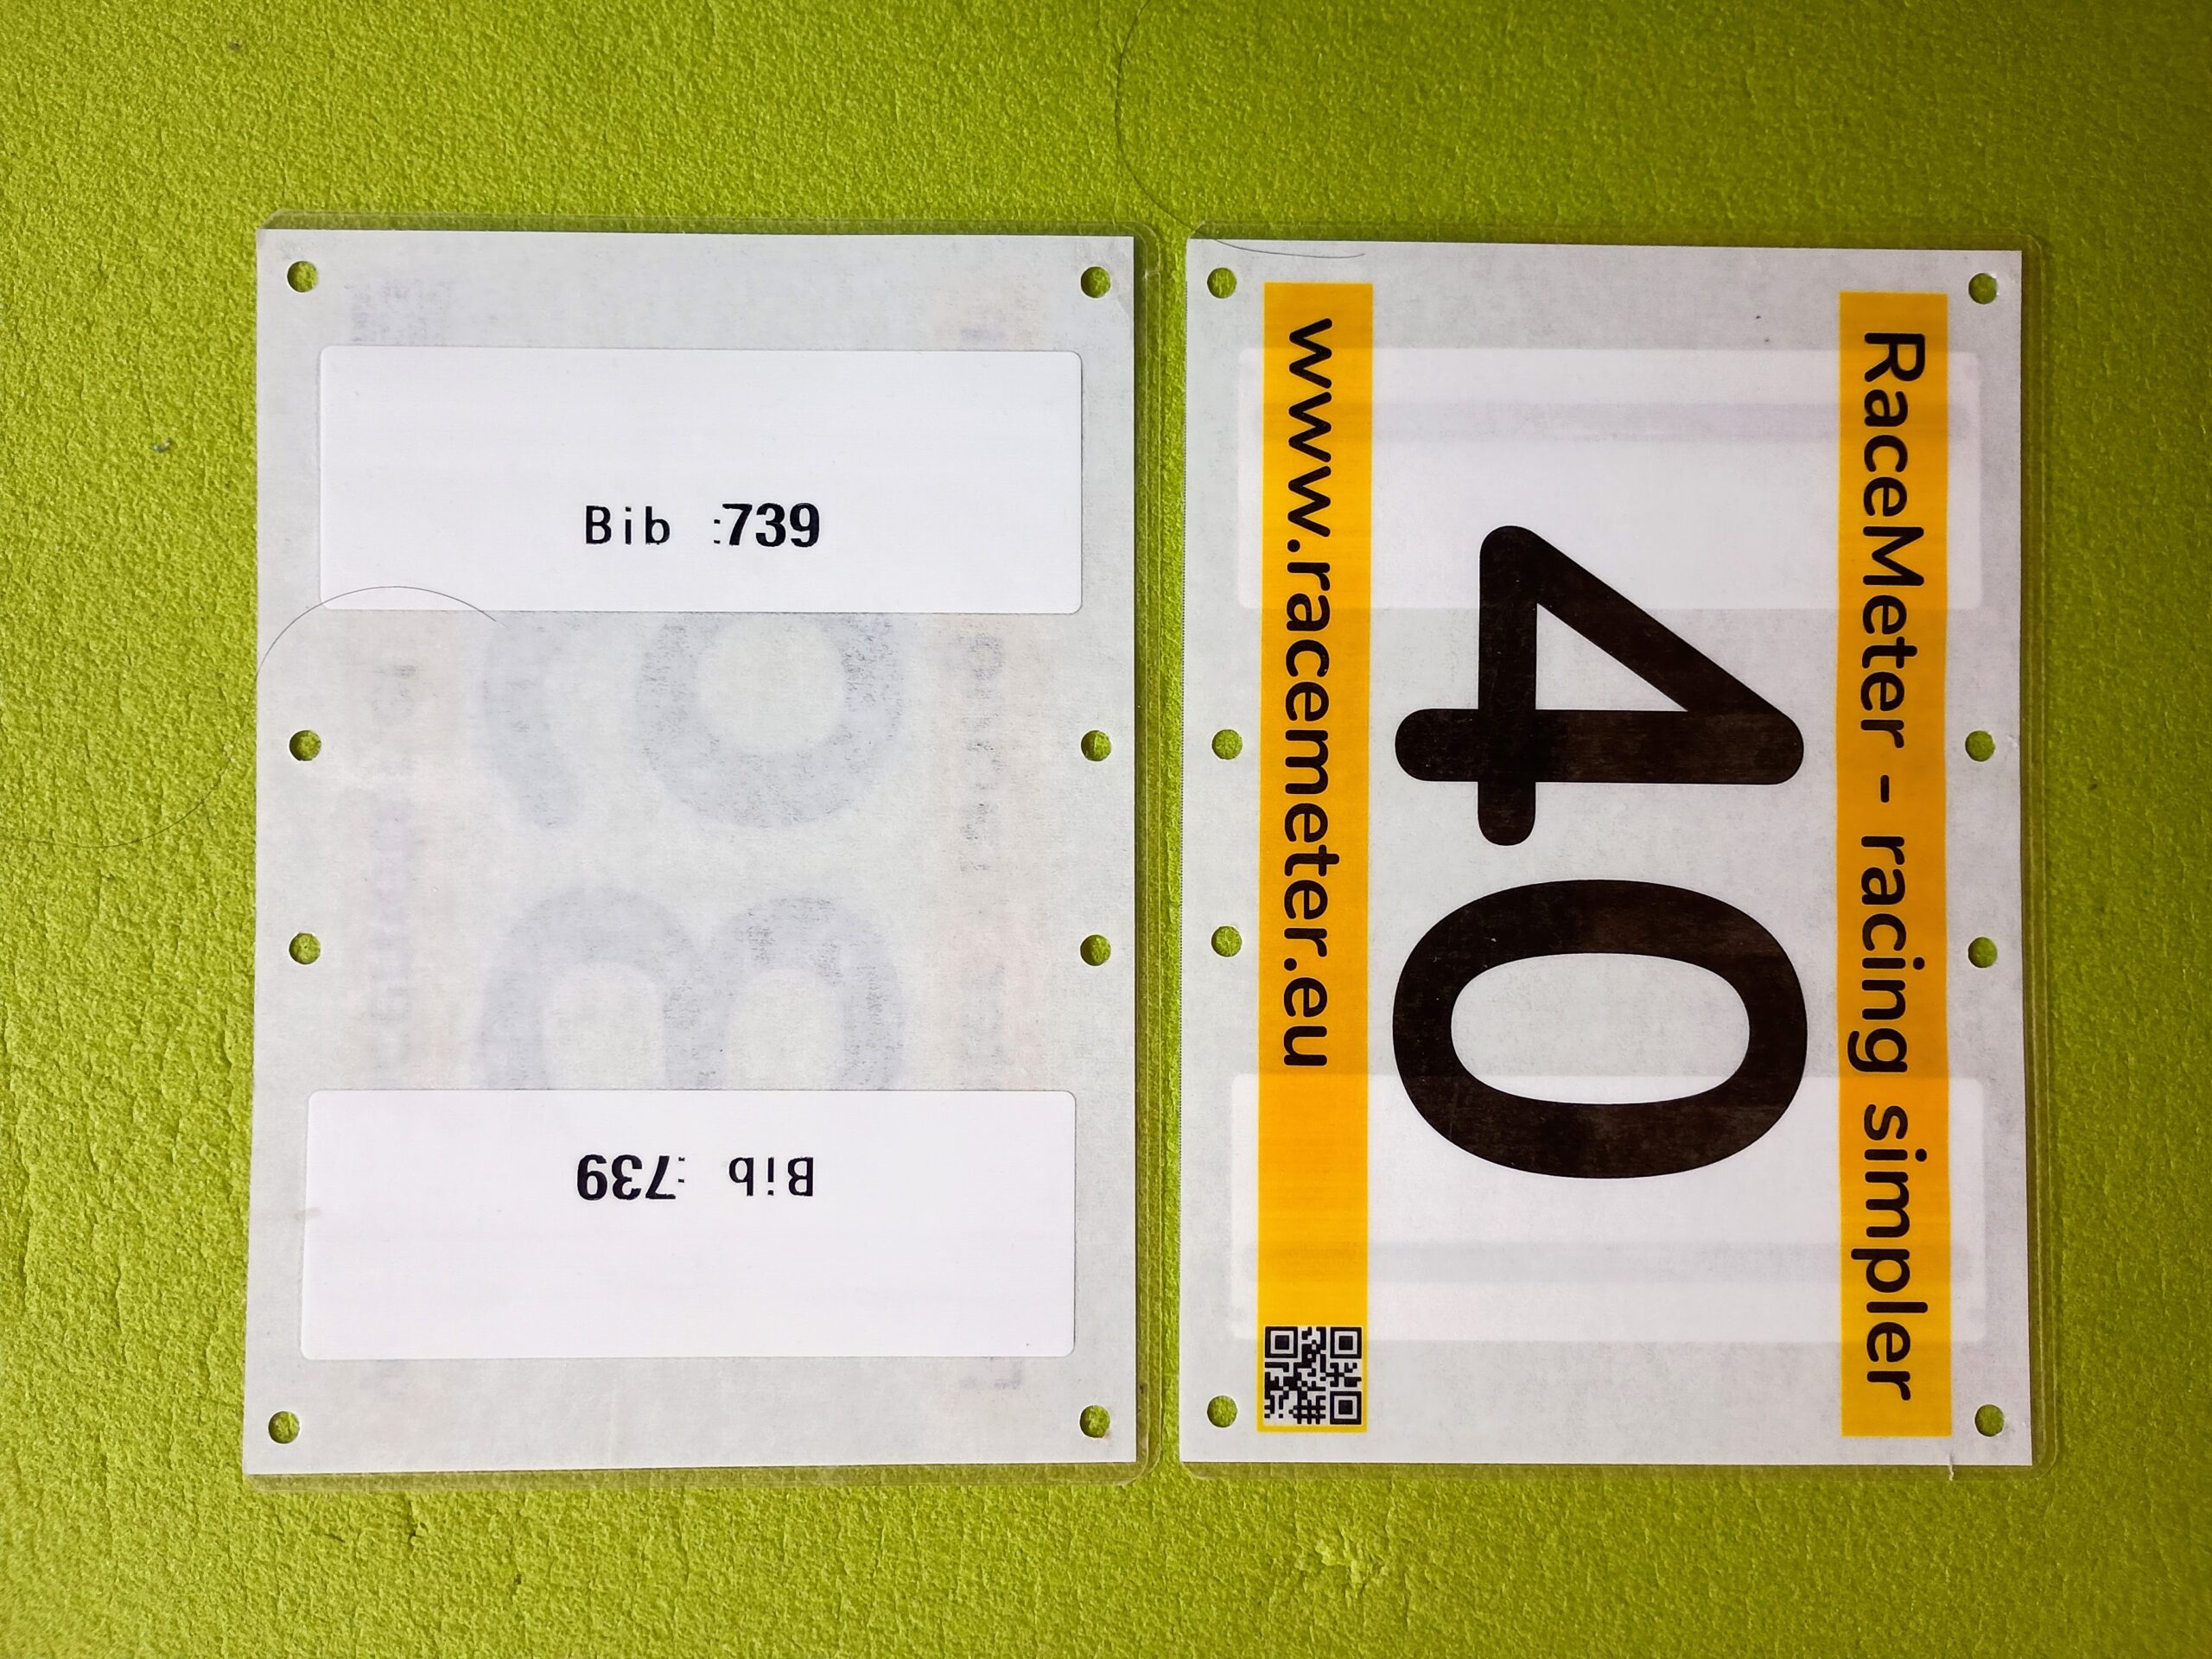 Bib :739
Bib :739
RaceMeter - racing simpler
40
www.racemeter.eu